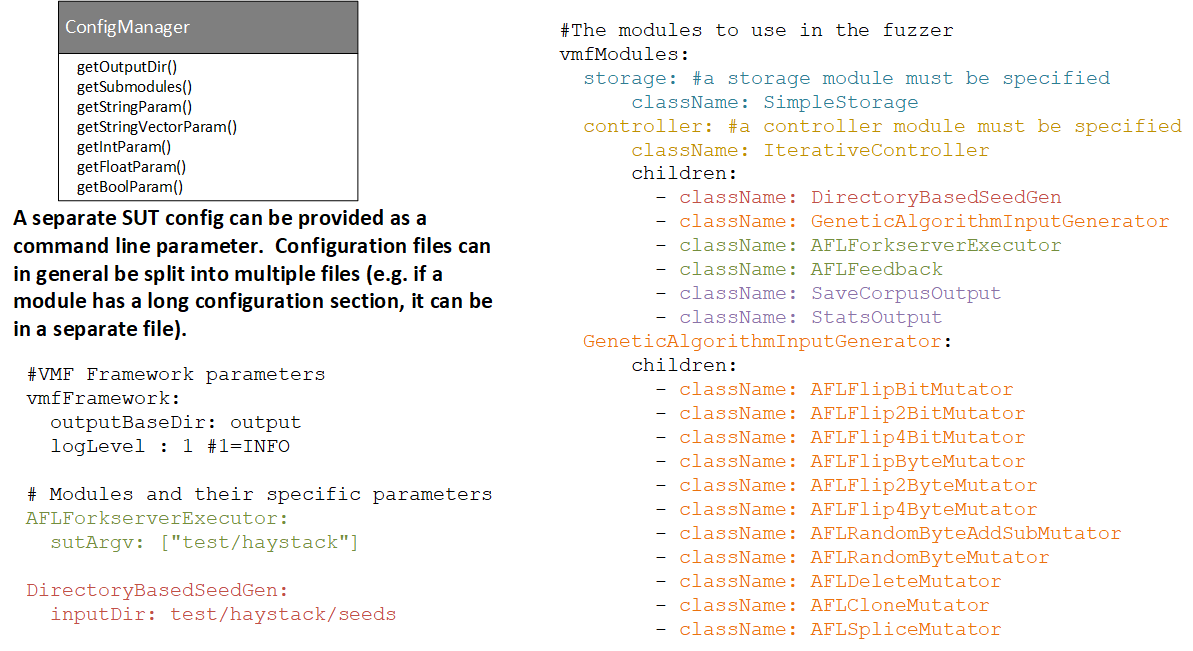 ConfigManager
getOutputDir()
getSubmodules()
getStringParam()
getStringVectorParam()
getIntParam()
getFloatParam()
getBoolParam()
A separate SUT config can be provided as a
command line parameter.  Configuration files can
in general be split into multiple files (e.g. if a
module has a long configuration section, it can be
in a separate file).
#VMF Framework parameters
vmfFramework:
  outputBaseDir: output
  logLevel : 1 #1=INFO
# Modules and their specific parameters
AFLForkserverExecutor:
  sutArgv: ["test/haystack"]
DirectoryBasedSeedGen:
  inputDir: test/haystack/seeds
#The modules to use in the fuzzer
vmfModules:
  storage: #a storage module must be specified
      className: SimpleStorage
  controller: #a controller module must be specified
      className: IterativeController
      children:
        - className: DirectoryBasedSeedGen
        - className: GeneticAlgorithmInputGenerator
        - className: AFLForkserverExecutor
        - className: AFLFeedback
        - className: SaveCorpusOutput
        - className: StatsOutput
  GeneticAlgorithmInputGenerator:
      children:
        - className: AFLFlipBitMutator
        - className: AFLFlip2BitMutator
        - className: AFLFlip4BitMutator
        - className: AFLFlipByteMutator
        - className: AFLFlip2ByteMutator
        - className: AFLFlip4ByteMutator
        - className: AFLRandomByteAddSubMutator
        - className: AFLRandomByteMutator
        - className: AFLDeleteMutator
        - className: AFLCloneMutator
        - className: AFLSpliceMutator